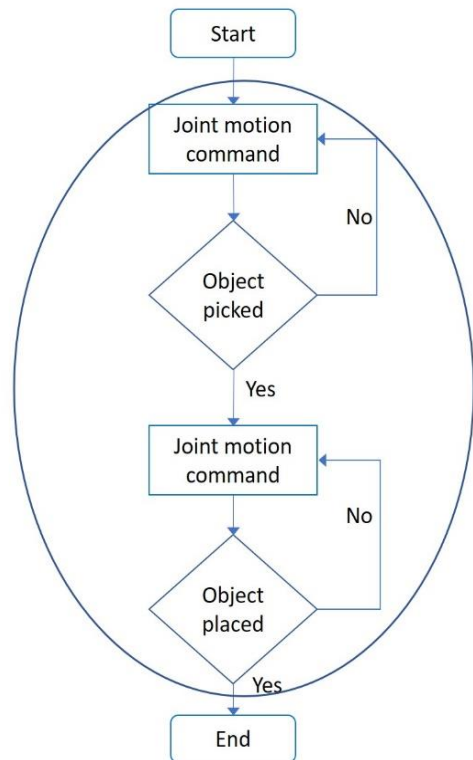 Start
Joint motion
command
No
Object
picked
Yes
Joint motion
command
No
Object
placed
Yes
End